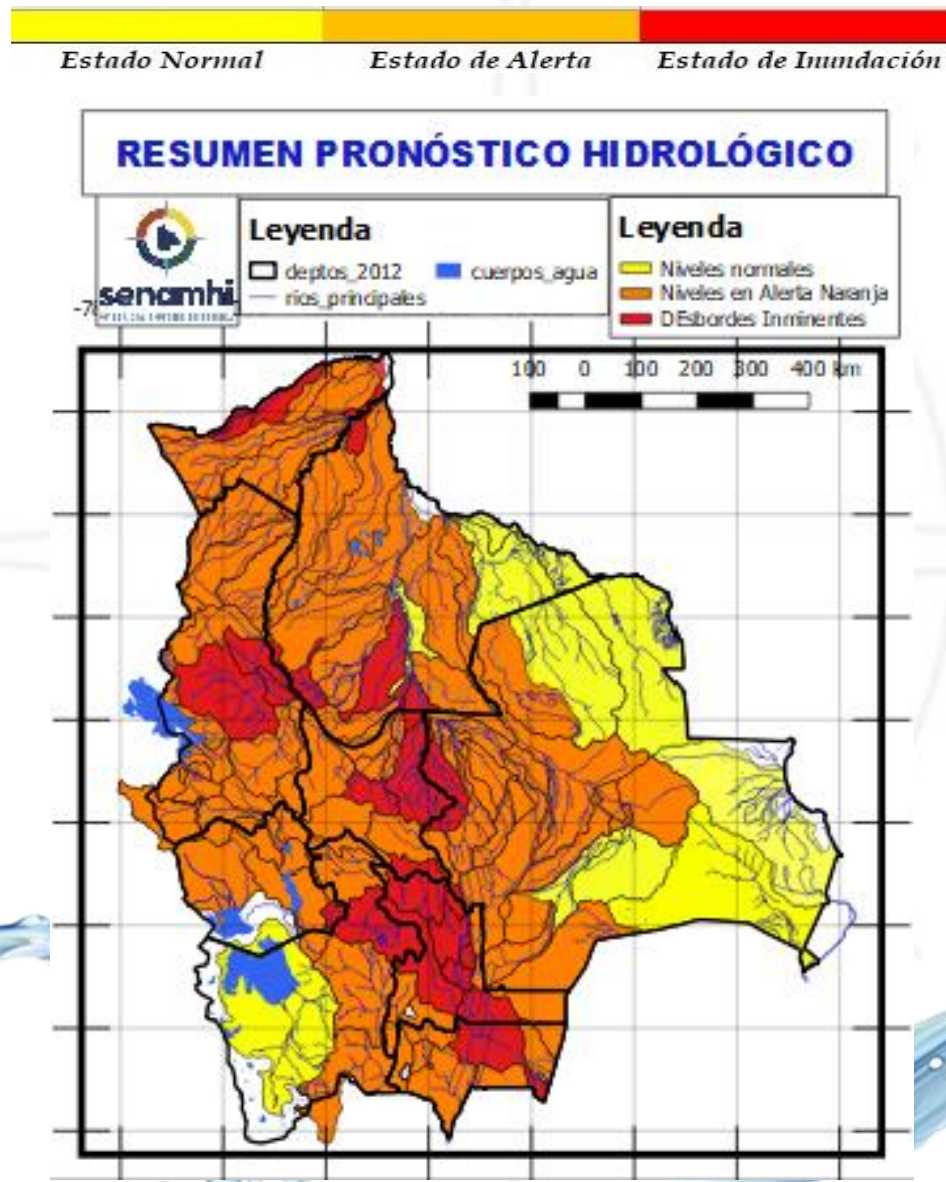 Estado Normal Estado de Alerta Estado de Inundación
RESUMEN PRONÓSTICO HIDROLÓGICO
senamhi
Leyenda
deptos_2012 cuerpos_agua
rios_principales
Leyenda
Niveles normales
Niveles en Alerta Naranja
DEsbordes Inminentes
100 0 100 200 300 400 km